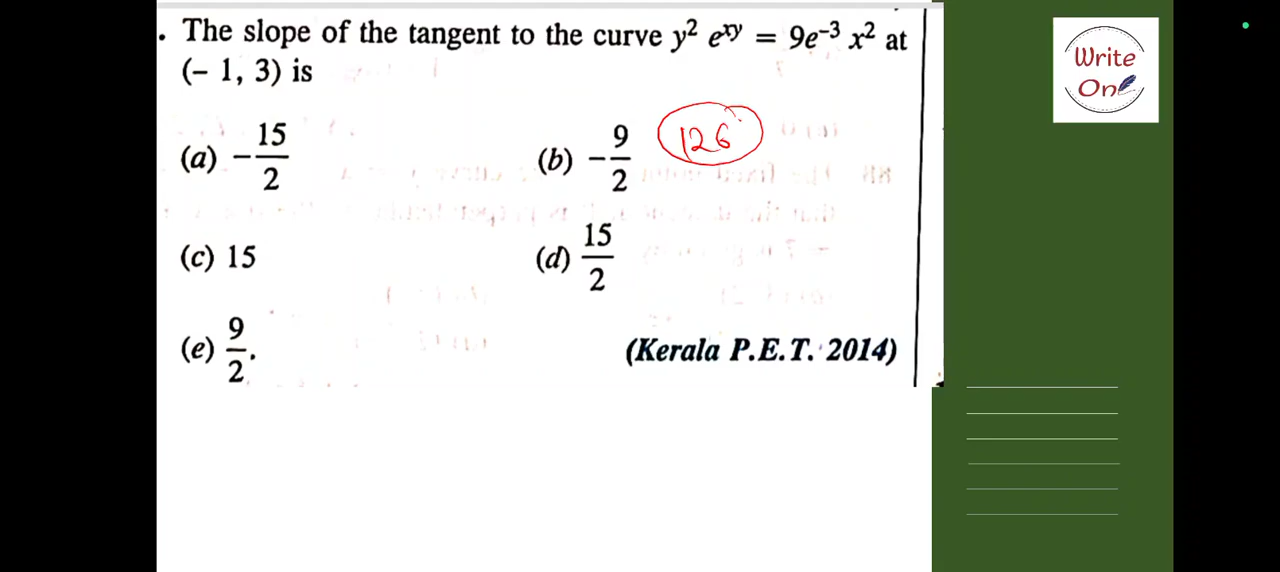 . The slope of the tangent to the curve y² e^xy = 9e⁻³ x² at
(– 1, 3) is
(a) –15/2
(b) –9/2
126
(c) 15
(d) 15/2
(e) 9/2.
(Kerala P.E.T. 2014)
Write
On